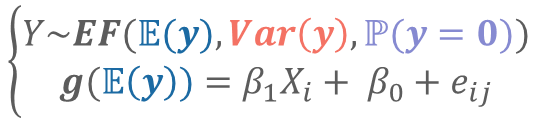 Y~EF(𝔼(y),Var(y),ℙ(y = 0))
g(𝔼(y)) = β₁Xᵢ + β₀ + eᵢⱼ